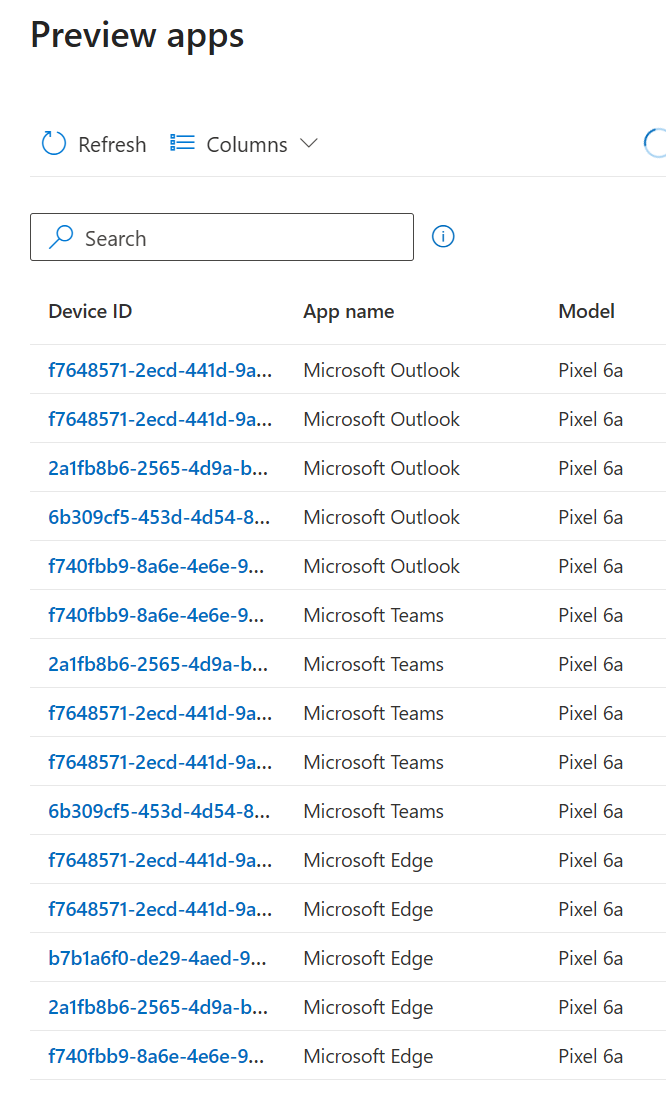 Preview apps
Refresh Columns
Search
Device ID App name Model
f7648571-2ecd-441d-9a... Microsoft Outlook Pixel 6a
f7648571-2ecd-441d-9a... Microsoft Outlook Pixel 6a
2a1fb8b6-2565-4d9a-b... Microsoft Outlook Pixel 6a
6b309cf5-453d-4d54-8... Microsoft Outlook Pixel 6a
f740fbb9-8a6e-4e6e-9... Microsoft Outlook Pixel 6a
f740fbb9-8a6e-4e6e-9... Microsoft Teams Pixel 6a
2a1fb8b6-2565-4d9a-b... Microsoft Teams Pixel 6a
f7648571-2ecd-441d-9a... Microsoft Teams Pixel 6a
f7648571-2ecd-441d-9a... Microsoft Teams Pixel 6a
6b309cf5-453d-4d54-8... Microsoft Teams Pixel 6a
f7648571-2ecd-441d-9a... Microsoft Edge Pixel 6a
f7648571-2ecd-441d-9a... Microsoft Edge Pixel 6a
b7b1a6f0-de29-4aed-9... Microsoft Edge Pixel 6a
2a1fb8b6-2565-4d9a-b... Microsoft Edge Pixel 6a
f740fbb9-8a6e-4e6e-9... Microsoft Edge Pixel 6a